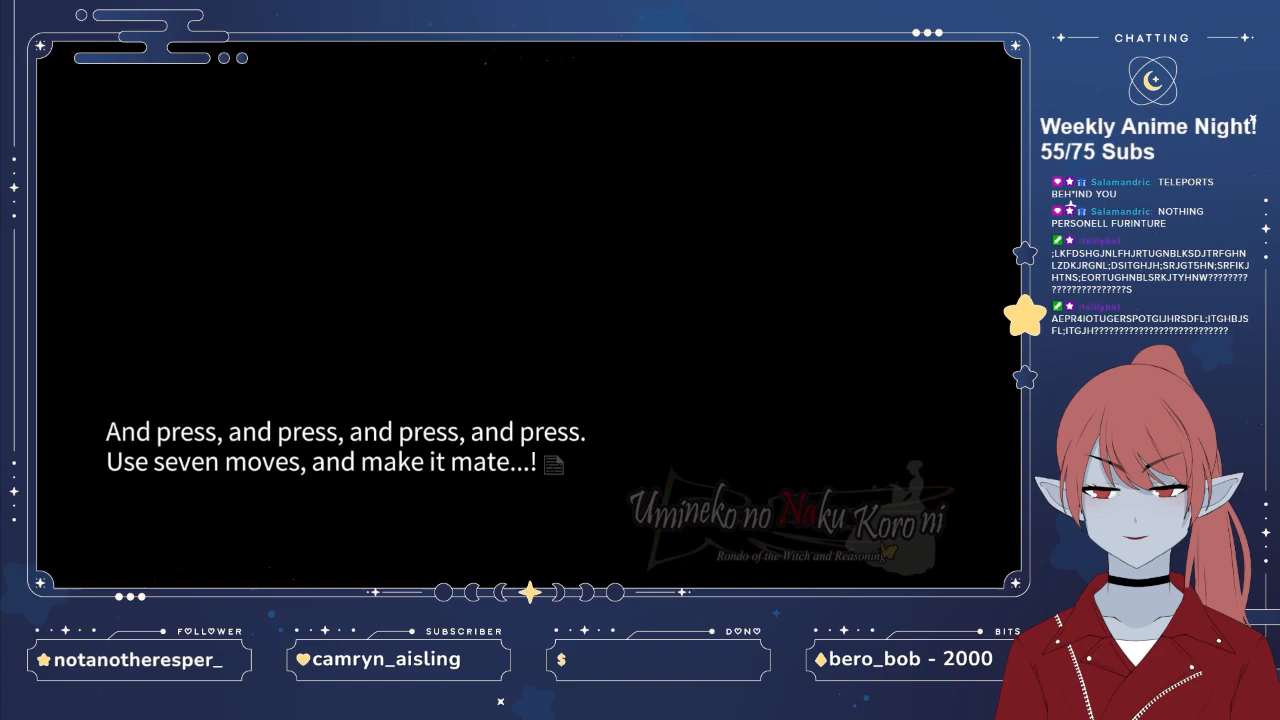 CHATTING
Weekly Anime Night!
55/75 Subs
Salamandric: TELEPORTS
BEH*IND YOU
Salamandric: NOTHING
PERSONELL FURINTURE
;LKFDSHGJNLFHJRTUGNBLKSDJTRFGHN
LZDKJRGNL;DSITGHJH;SRJGT5HN;SRFIKJ
HTNS;EORTUGHNBLSRKJTYHNW????????
???????????????S
AEPR4IOTUGERSPOTGIJHRSDFL;ITGHBJS
FL;ITGJH??????????????????????????
And press, and press, and press, and press.
Use seven moves, and make it mate...!
Umineko no Naku Koro ni
Rondo of the Witch and Reasoning
FOLLOWER
notanotheresper_
SUBSCRIBER
camryn_aisling
DONO
$
BITS
bero_bob - 2000